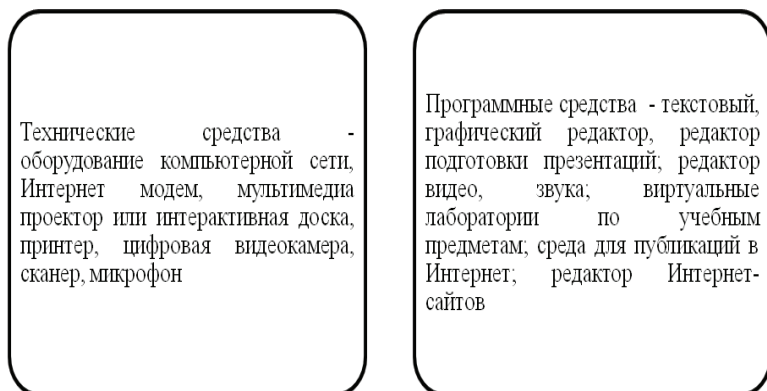 Технические средства -
оборудование компьютерной сети,
Интернет модем, мультимедиа
проектор или интерактивная доска,
принтер, цифровая видеокамера,
сканер, микрофон
Программные средства - текстовый,
графический редактор, редактор
подготовки презентаций; редактор
видео, звука; виртуальные
лаборатории по учебным
предметам; среда для публикаций в
Интернет; редактор Интернет-
сайтов